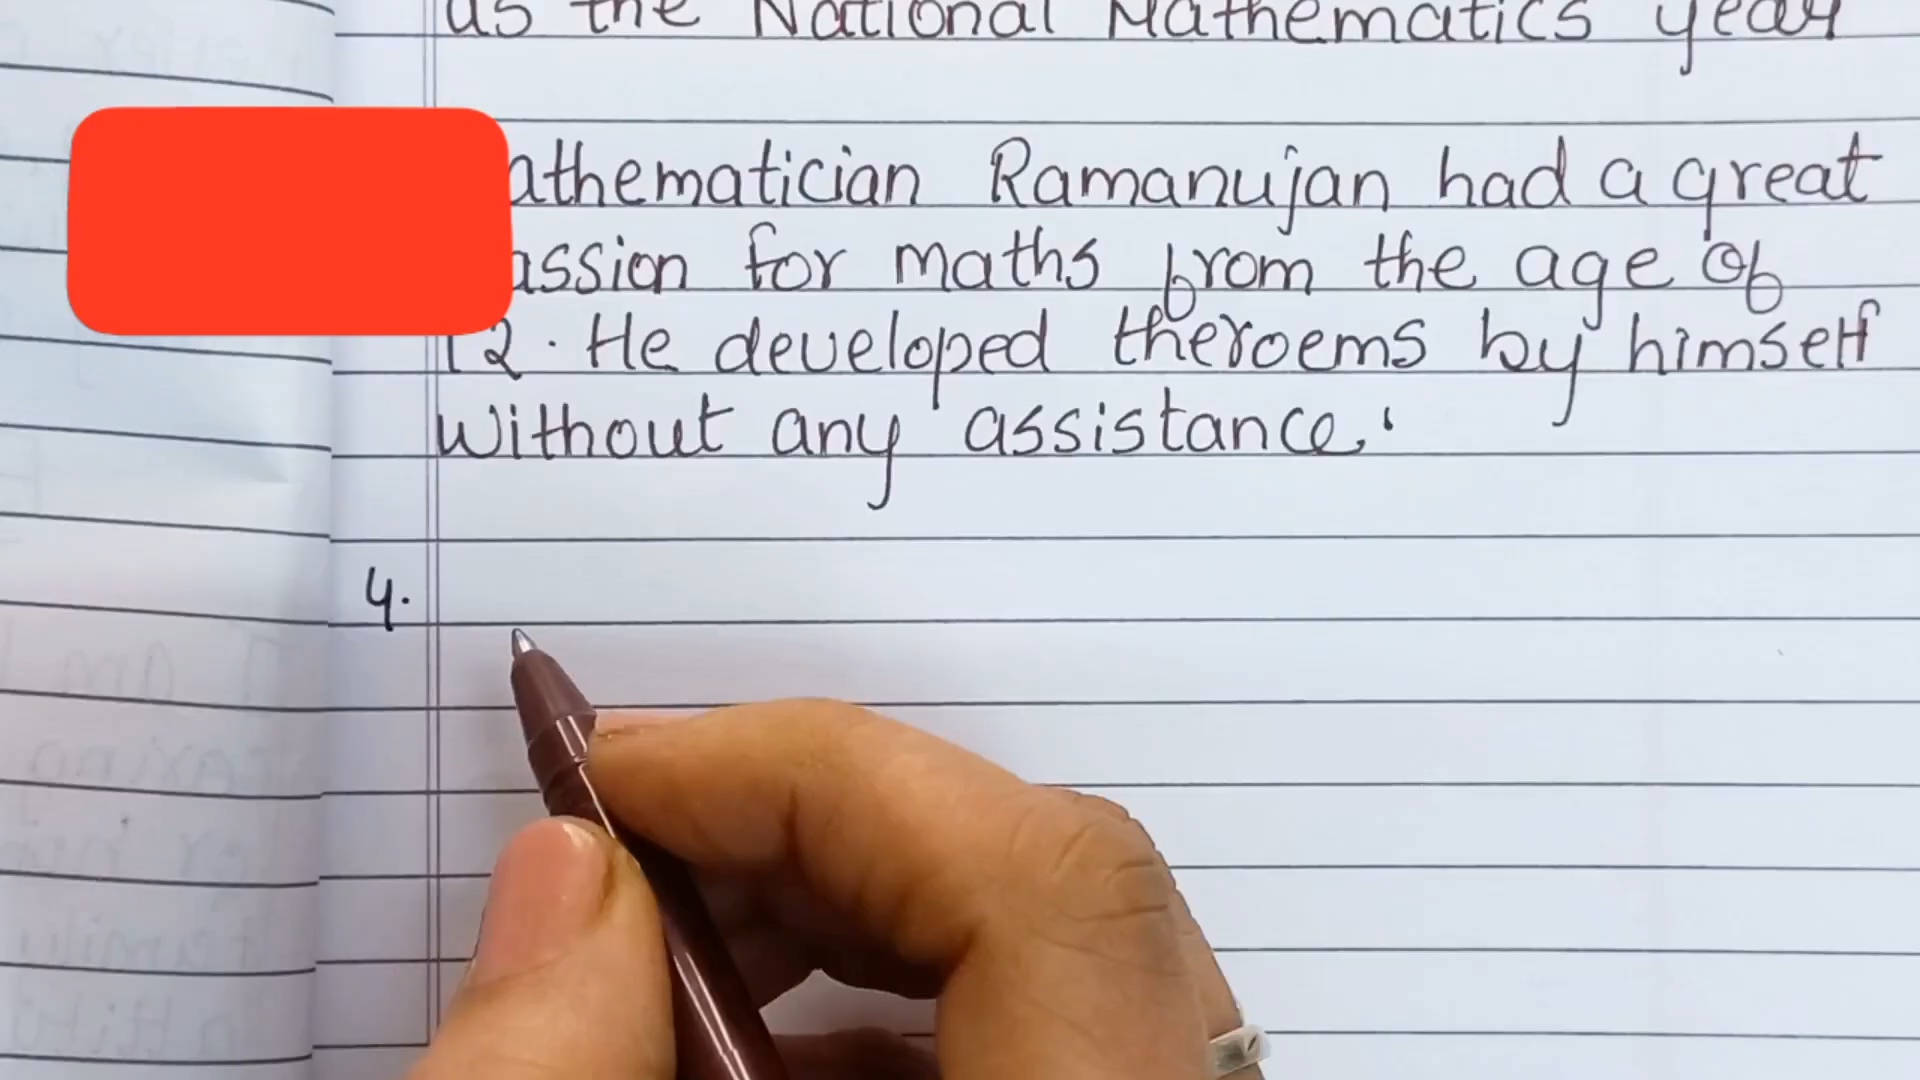 as the National Mathematics year
athematician Ramanujan had a great
assion for maths from the age of
12. He developed theroems by himself
without any assistance.
4.